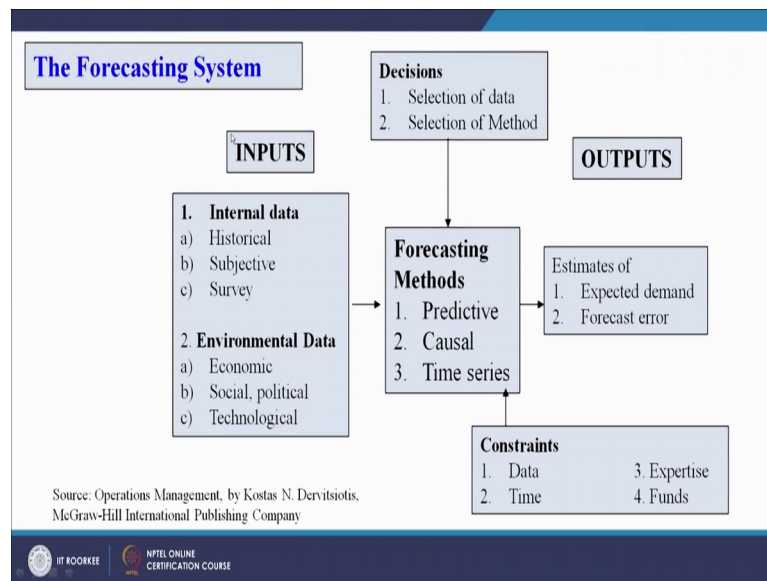 The Forecasting System
Decisions
1. Selection of data
2. Selection of Method
INPUTS
OUTPUTS
1. Internal data
a) Historical
b) Subjective
c) Survey
2. Environmental Data
a) Economic
b) Social, political
c) Technological
Forecasting
Methods
1. Predictive
2. Causal
3. Time series
Estimates of
1. Expected demand
2. Forecast error
Constraints
1. Data 3. Expertise
2. Time 4. Funds
Source: Operations Management, by Kostas N. Dervitsiotis,
McGraw-Hill International Publishing Company
IIT ROORKEE
NPTEL ONLINE
CERTIFICATION COURSE